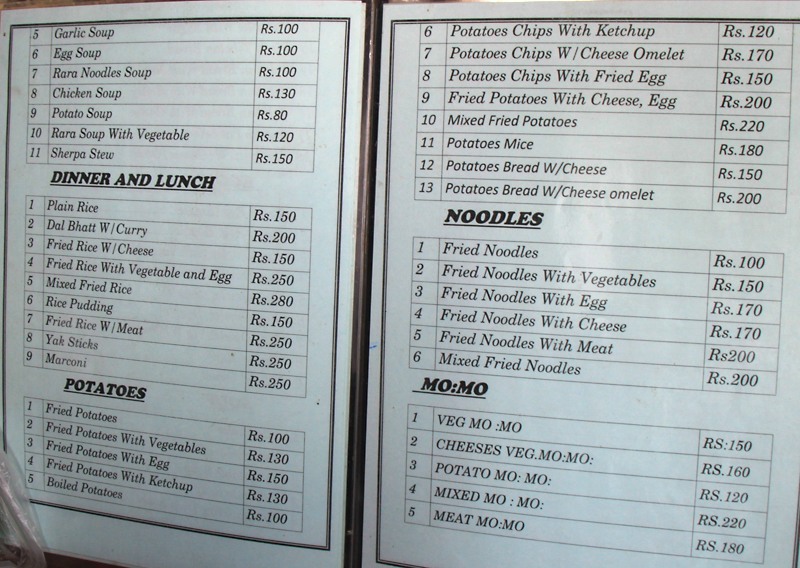 5 Garlic Soup Rs.100
6 Egg Soup Rs.100
7 Rara Noodles Soup Rs.100
8 Chicken Soup Rs.130
9 Potato Soup Rs.80
10 Rara Soup With Vegetable Rs.120
11 Sherpa Stew Rs.150
DINNER AND LUNCH
1 Plain Rice Rs.150
2 Dal Bhatt W/Curry Rs.200
3 Fried Rice W/Cheese Rs.150
4 Fried Rice With Vegetable and Egg Rs.250
5 Mixed Fried Rice Rs.280
6 Rice Pudding Rs.150
7 Fried Rice W/Meat Rs.250
8 Yak Sticks Rs.250
9 Marconi Rs.250
POTATOES
1 Fried Potatoes Rs.100
2 Fried Potatoes With Vegetables Rs.130
3 Fried Potatoes With Egg Rs.150
4 Fried Potatoes With Ketchup Rs.130
5 Boiled Potatoes Rs.100
6 Potatoes Chips With Ketchup Rs.120
7 Potatoes Chips W/Cheese Omelet Rs.170
8 Potatoes Chips With Fried Egg Rs.150
9 Fried Potatoes With Cheese, Egg Rs.200
10 Mixed Fried Potatoes Rs.220
11 Potatoes Mice Rs.180
12 Potatoes Bread W/Cheese Rs.150
13 Potatoes Bread W/Cheese omelet Rs.200
NOODLES
1 Fried Noodles Rs.100
2 Fried Noodles With Vegetables Rs.150
3 Fried Noodles With Egg Rs.170
4 Fried Noodles With Cheese Rs.170
5 Fried Noodles With Meat Rs200
6 Mixed Fried Noodles Rs.200
MO:MO
1 VEG MO :MO RS:150
2 CHEESES VEG.MO:MO: RS.160
3 POTATO MO: MO: RS.120
4 MIXED MO : MO: RS.220
5 MEAT MO:MO RS.180